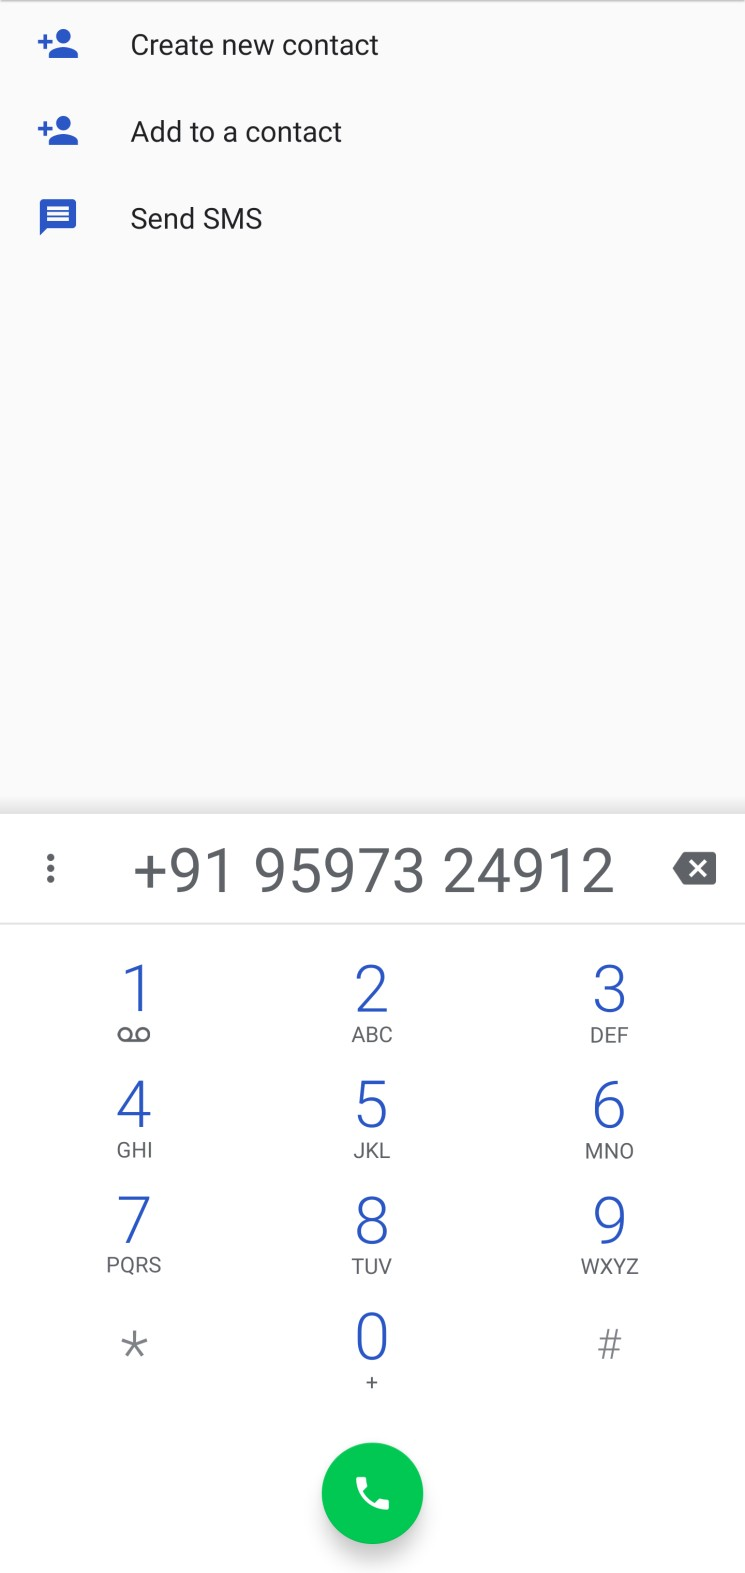 Create new contact
Add to a contact
Send SMS
+91 95973 24912
1 2 3
ABC DEF
4 5 6
GHI JKL MNO
7 8 9
PQRS TUV WXYZ
* 0 #
+